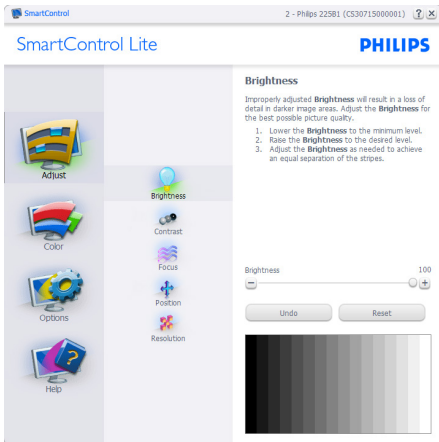 SmartControl
2 - Philips 225B1 (CS30715000001)
?
SmartControl Lite
PHILIPS
Adjust
Color
Options
Help
Brightness
Contrast
Focus
Position
Resolution
Brightness
Improperly adjusted Brightness will result in a loss of
detail in darker image areas. Adjust the Brightness for
the best possible picture quality.
1. Lower the Brightness to the minimum level.
2. Raise the Brightness to the desired level.
3. Adjust the Brightness as needed to achieve
an equal separation of the stripes.
Brightness 100
Undo Reset